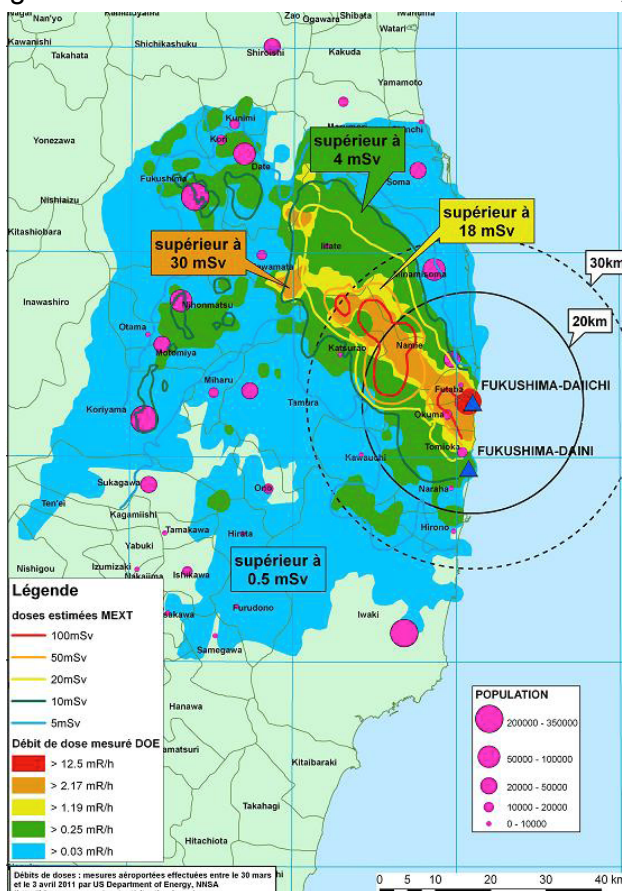 Nan'yo
Zao
Ogawara
Shibata
Iwanuma
Kawanishi
Takahata
Shichikashuku
Shiroishi
Watari
Kakuda
Yamamoto
Yonezawa
Kunimi
Kori
Date
supérieur à
4 mSv
Soma
Nishiaizu
Fukushima
Kitashiobara
Iitate
supérieur à
18 mSv
supérieur à
30 mSv
Minamisoma
30km
Inawashiro
Nihonmatsu
20km
Otama
Motomiya
Katsurao
Namie
Miharu
Futaba
FUKUSHIMA-DAIICHI
Koriyama
Tamura
Okuma
Tomioka
FUKUSHIMA-DAINI
Kawauchi
Sukagawa
Ono
Naraha
Ten'ei
Kagamiishi
Tamakawa
Hirata
Hirono
Yabuki
Nishigou
Izumizaki
Nakajima
Ishikawa
supérieur à
0.5 mSv
Furudono
Iwaki
Samegawa
Hanawa
Kitaibaraki
Takahagi
Hitachiota
Légende
doses estimées MEXT
100mSv
50mSv
20mSv
10mSv
5mSv
Débit de dose mesuré DOE
> 12.5 mR/h
> 2.17 mR/h
> 1.19 mR/h
> 0.25 mR/h
> 0.03 mR/h
POPULATION
200000 - 350000
50000 - 100000
20000 - 50000
10000 - 20000
0 - 10000
Débits de doses : mesures aéroportées effectuées entre le 30 mars
et le 3 avril 2011 par US Department of Energy, NNSA
0 5 10 20 30 40 km